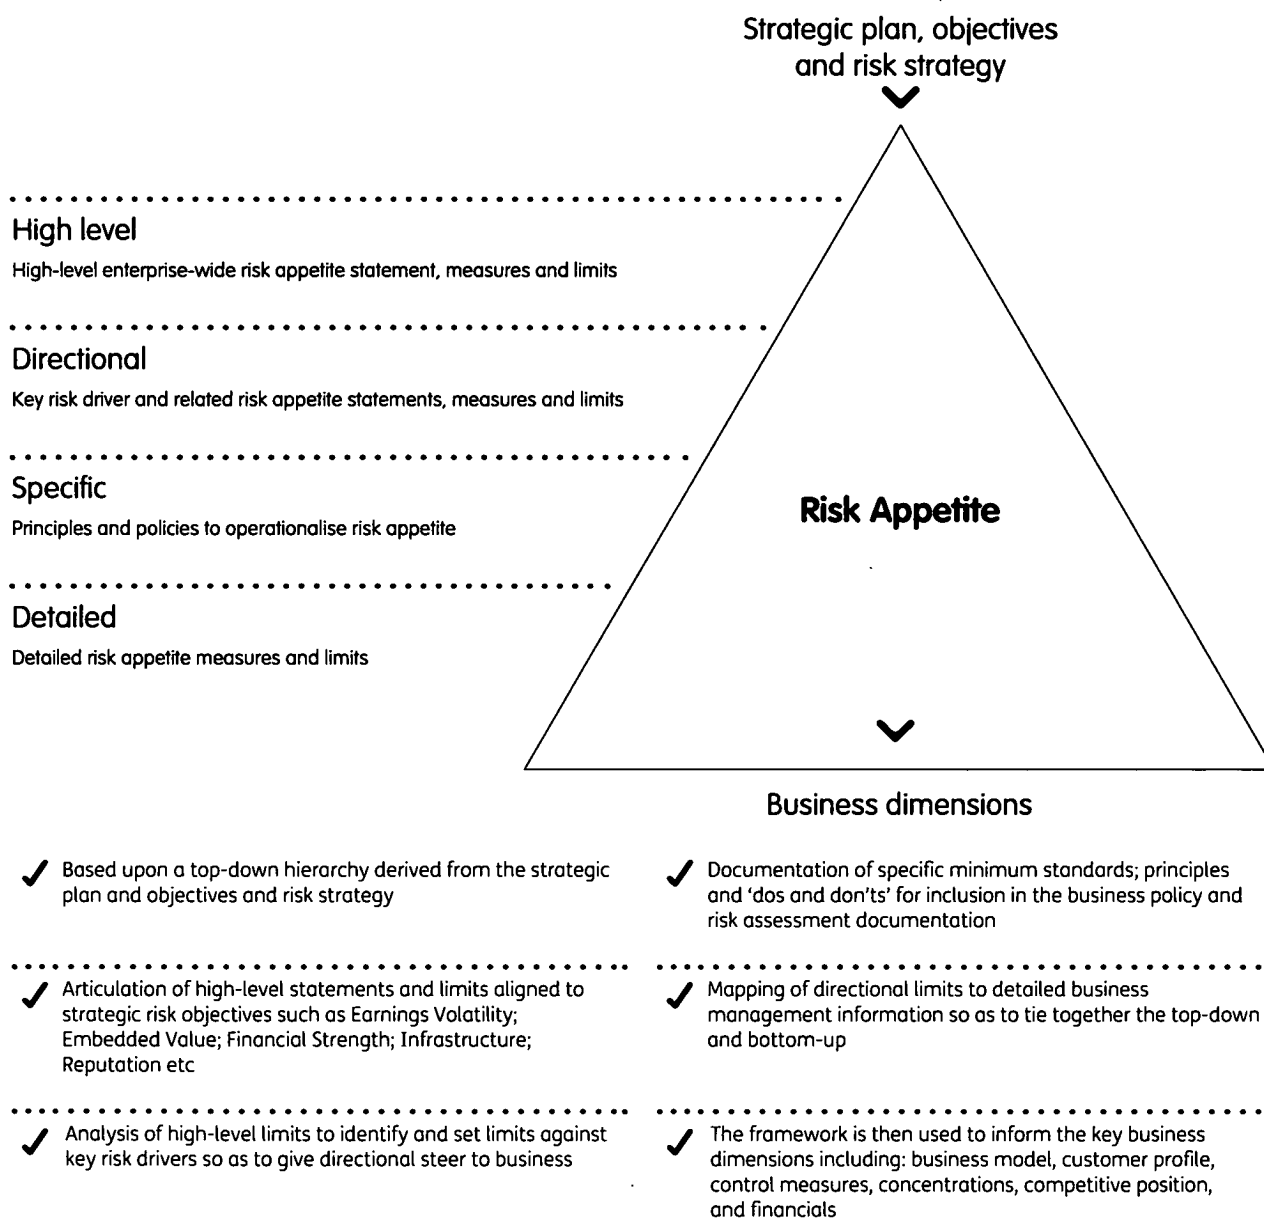 Strategic plan, objectives
and risk strategy
High level
High-level enterprise-wide risk appetite statement, measures and limits
Directional
Key risk driver and related risk appetite statements, measures and limits
Specific
Principles and policies to operationalise risk appetite
Risk Appetite
Detailed
Detailed risk appetite measures and limits
Business dimensions
Based upon a top-down hierarchy derived from the strategic
plan and objectives and risk strategy
Articulation of high-level statements and limits aligned to
strategic risk objectives such as Earnings Volatility;
Embedded Value; Financial Strength; Infrastructure;
Reputation etc
Analysis of high-level limits to identify and set limits against
key risk drivers so as to give directional steer to business
Documentation of specific minimum standards; principles
and ‘dos and don'ts’ for inclusion in the business policy and
risk assessment documentation
Mapping of directional limits to detailed business
management information so as to tie together the top-down
and bottom-up
The framework is then used to inform the key business
dimensions including: business model, customer profile,
control measures, concentrations, competitive position,
and financials